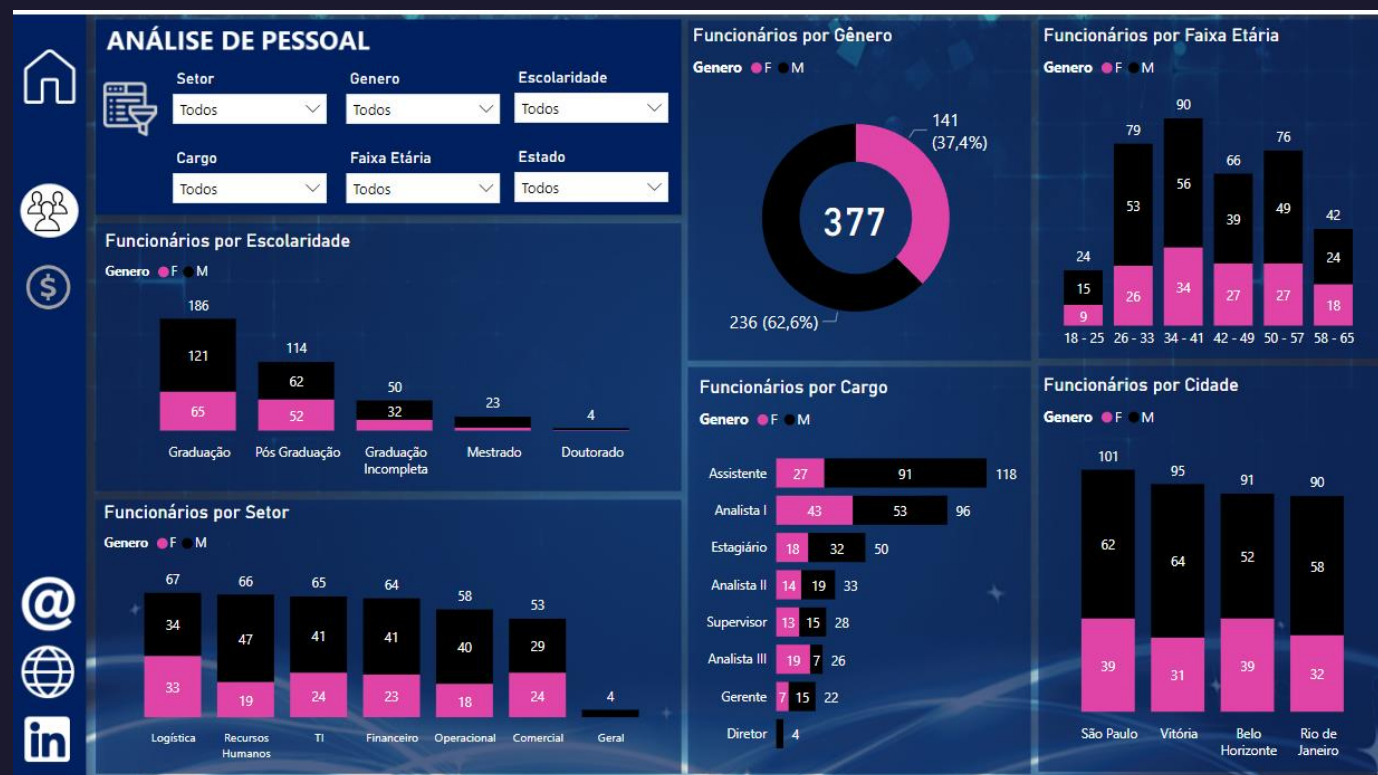 ANÁLISE DE PESSOAL
Setor
Genero
Escolaridade
Todos
Todos
Todos
Cargo
Faixa Etária
Estado
Todos
Todos
Todos
Funcionários por Escolaridade
Genero F M
186
121
65
114
62
52
50
32
23
4
Graduação
Pós Graduação
Graduação
Incompleta
Mestrado
Doutorado
Funcionários por Setor
Genero F M
67
34
33
66
47
19
65
41
24
64
41
23
58
40
18
53
29
24
4
Logística
Recursos
Humanos
TI
Financeiro
Operacional
Comercial
Geral
Funcionários por Gênero
Genero F M
141
(37,4%)
377
236 (62,6%)
Funcionários por Cargo
Genero F M
Assistente 27 91 118
Analista I 43 53 96
Estagiário 18 32 50
Analista II 14 19 33
Supervisor 13 15 28
Analista III 19 7 26
Gerente 7 15 22
Diretor 4
Funcionários por Faixa Etária
Genero F M
24
15
9
79
53
26
90
56
34
66
39
27
76
49
27
42
24
18
18 - 25 26 - 33 34 - 41 42 - 49 50 - 57 58 - 65
Funcionários por Cidade
Genero F M
101
62
39
95
64
31
91
52
39
90
58
32
São Paulo
Vitória
Belo
Horizonte
Rio de
Janeiro
$
@
in